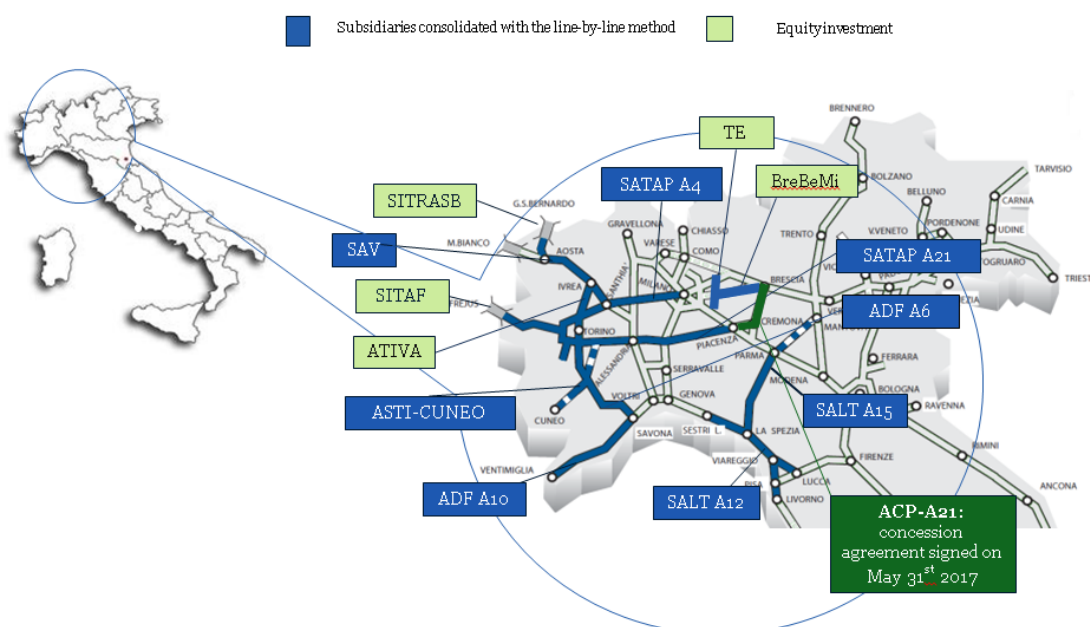 Subsidiaries consolidated with the line-by-line method
Equity investment
BRENNERO
TE
TARVISIO
BOLZANO
SATAP A4
BreBeMi
BELLUNO
CARNIA
SITRASB
G.S.BERNARDO
GRAVELLONA
CHIASSO
V.VENETO
PORDENONE
UDINE
VARESE
COMO
TRENTO
M.BIANCO
SAV
AOSTA
SATAP A21
OGRUARO
TRIEST
IVREA
MILANO
BRESCIA
SITAF
FREJUS
ADF A6
TORINO
CREMONA
PIACENZA
ATIVA
ALESSANDRIA
PARMA
FERRARA
SERRAVALLE
MODENA
BOLOGNA
ASTI-CUNEO
VOLTRI
GENOVA
SALT A15
RAVENNA
CUNEO
SAVONA
SESTRI L.
LA SPEZIA
RIMINI
VENTIMIGLIA
VIAREGGIO
FIRENZE
ADF A10
SALT A12
PISA
LUCCA
LIVORNO
ANCONA
ACP-A21:
concession
agreement signed on
May 31st 2017